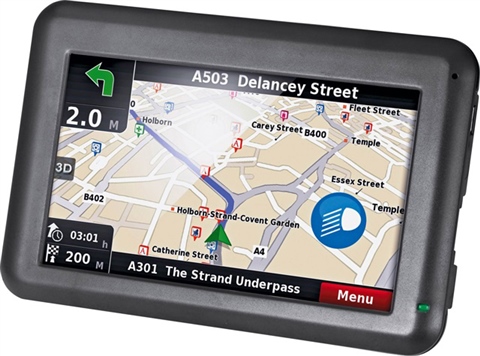 A503 Delancey Street
2.0 M
0
Fleet Street
Holborn
Carey Street
B400
Temple
3D
Essex Street
B402
Temple
Holborn-Strand-Covent Garden
03:01 h
Catherine Street
A4
200 M
A301 The Strand Underpass
Menu